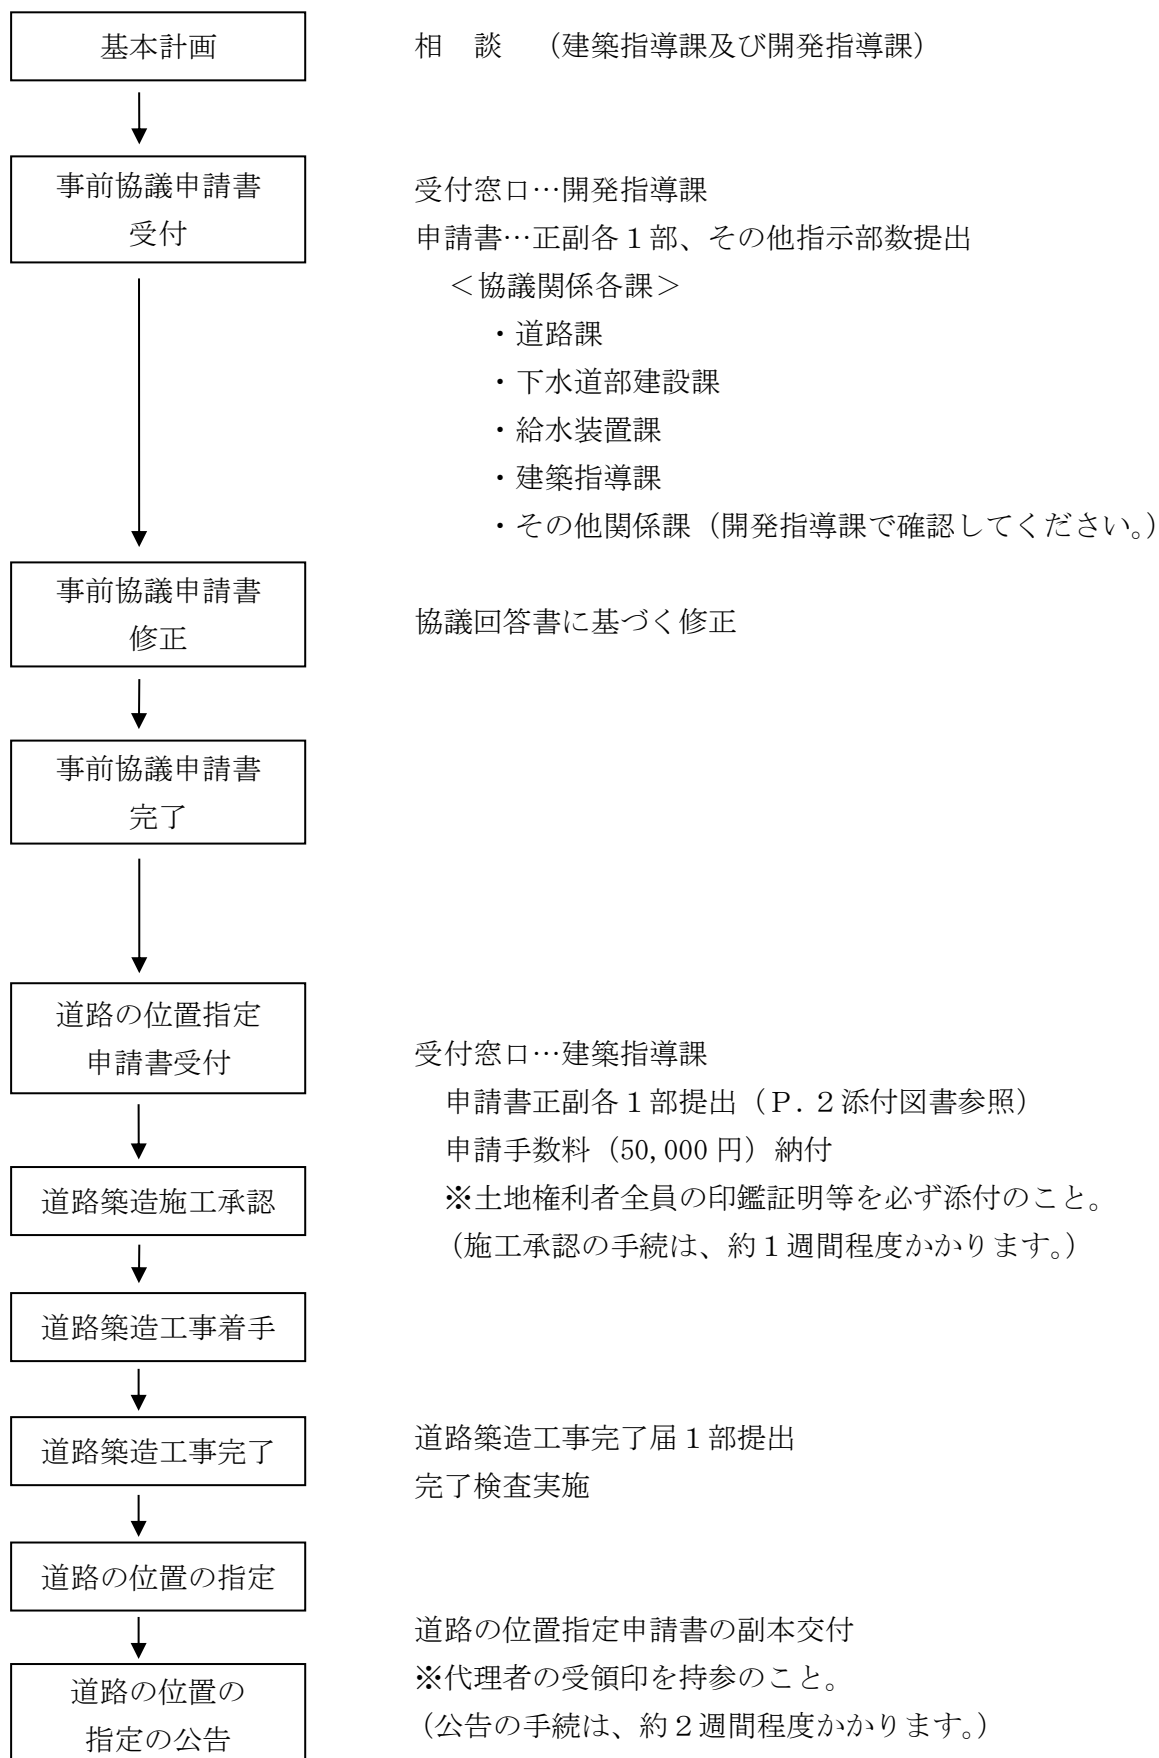 基本計画
相　談　（建築指導課及び開発指導課）
事前協議申請書
受付
受付窓口…開発指導課
申請書…正副各１部、その他指示部数提出
＜協議関係各課＞
・道路課
・下水道部建設課
・給水装置課
・建築指導課
・その他関係課（開発指導課で確認してください。）
事前協議申請書
修正
協議回答書に基づく修正
事前協議申請書
完了
道路の位置指定
申請書受付
受付窓口…建築指導課
申請書正副各１部提出（Ｐ．２添付図書参照）
申請手数料（50,000 円）納付
※土地権利者全員の印鑑証明等を必ず添付のこと。
（施工承認の手続は、約１週間程度かかります。）
道路築造施工承認
道路築造工事着手
道路築造工事完了
道路築造工事完了届１部提出
完了検査実施
道路の位置の指定
道路の位置の
指定の公告
道路の位置指定申請書の副本交付
※代理者の受領印を持参のこと。
（公告の手続は、約２週間程度かかります。）